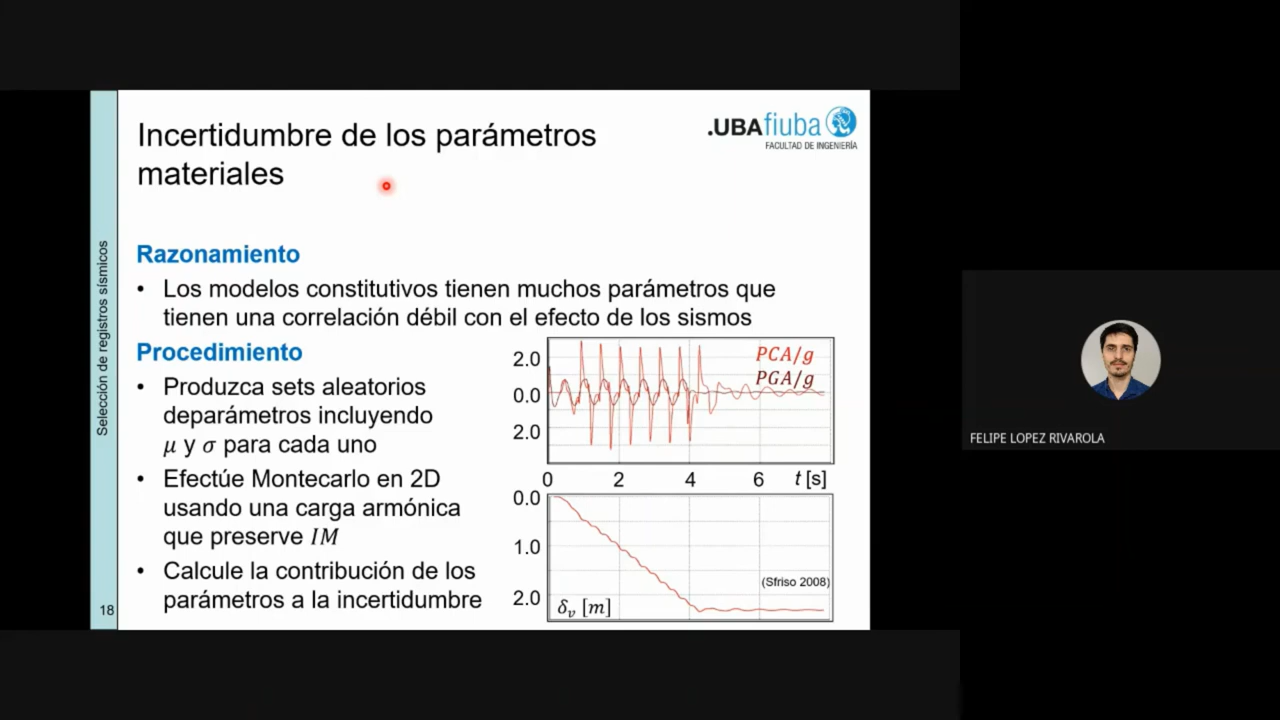 Incertidumbre de los parámetros
materiales
.UBAfiuba
FACULTAD DE INGENIERÍA
Selección de registros sísmicos
Razonamiento
• Los modelos constitutivos tienen muchos parámetros que
tienen una correlación débil con el efecto de los sismos
Procedimiento
• Produzca sets aleatorios
deparámetros incluyendo
μ y σ para cada uno
• Efectúe Montecarlo en 2D
usando una carga armónica
que preserve IM
• Calcule la contribución de los
parámetros a la incertidumbre
18
2.0
0.0
2.0
PCA/g
PGA/g
0 2 4 6 t [s]
0.0
1.0
2.0
(Sfriso 2008)
δv [m]
FELIPE LOPEZ RIVAROLA